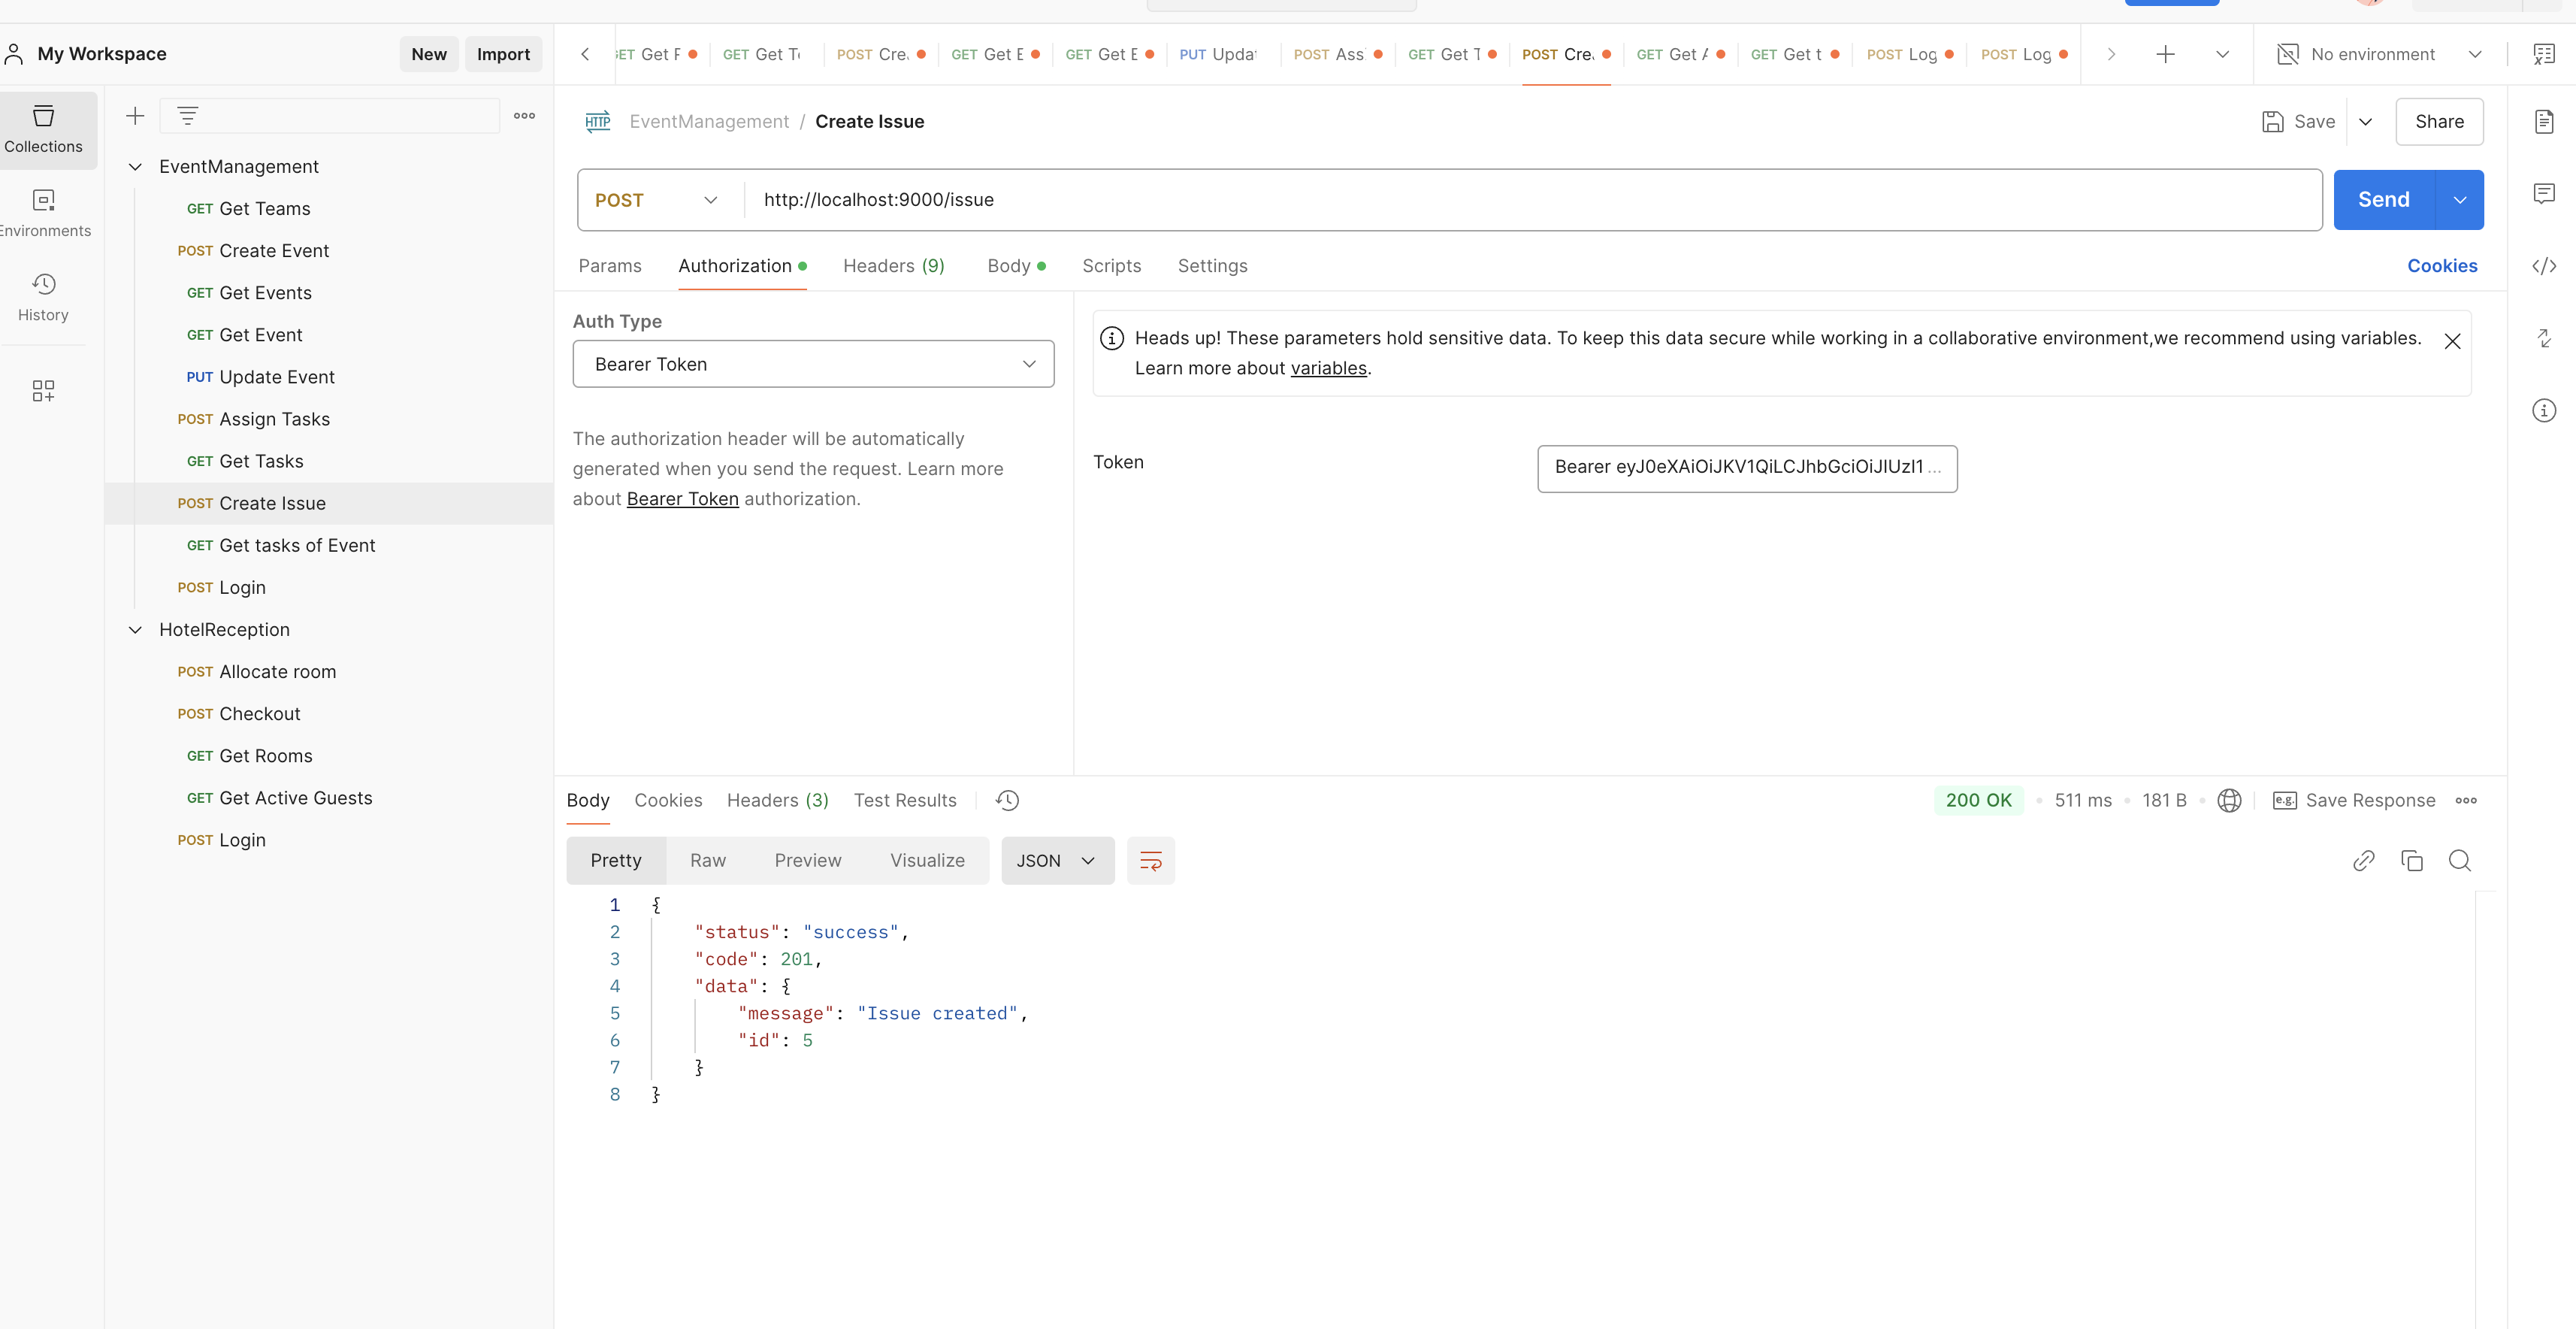 My Workspace
New
Import
GET Get F
GET Get T
POST Cre
GET Get E
GET Get E
PUT Updat
POST Ass
GET Get T
POST Cre
GET Get A
GET Get t
POST Log
POST Log
No environment
Collections
Environments
History
EventManagement
GET Get Teams
POST Create Event
GET Get Events
GET Get Event
PUT Update Event
POST Assign Tasks
GET Get Tasks
POST Create Issue
GET Get tasks of Event
POST Login
HotelReception
POST Allocate room
POST Checkout
GET Get Rooms
GET Get Active Guests
POST Login
HTTP EventManagement / Create Issue
Save
Share
POST http://localhost:9000/issue
Send
Params Authorization Headers (9) Body Scripts Settings
Cookies
Auth Type
Bearer Token
The authorization header will be automatically
generated when you send the request. Learn more
about Bearer Token authorization.
Heads up! These parameters hold sensitive data. To keep this data secure while working in a collaborative environment,we recommend using variables.
Learn more about variables.
Token
Bearer eyJ0eXAiOiJKV1QiLCJhbGciOiJIUzI1 ...
Body Cookies Headers (3) Test Results
200 OK • 511 ms • 181 B
e.g. Save Response
Pretty Raw Preview Visualize JSON
1 {
2 "status": "success",
3 "code": 201,
4 "data": {
5 "message": "Issue created",
6 "id": 5
7 }
8 }